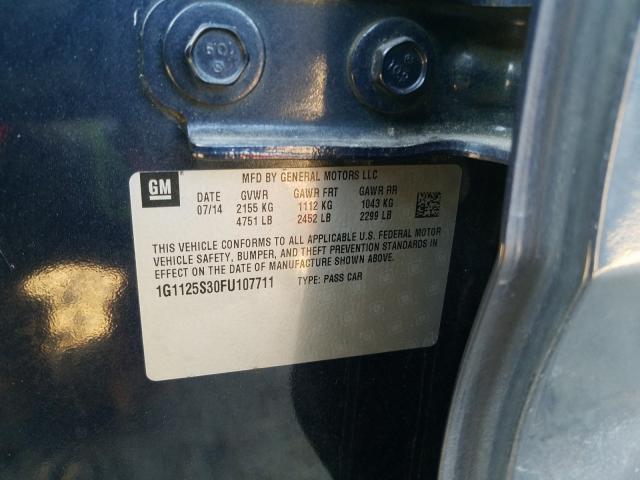 GM
MFD BY GENERAL MOTORS LLC
DATE GVWR GAWR FRT GAWR RR
07/14 2155 KG 1112 KG 1043 KG
4751 LB 2452 LB 2299 LB
THIS VEHICLE CONFORMS TO ALL APPLICABLE U.S. FEDERAL MOTOR
VEHICLE SAFETY, BUMPER, AND THEFT PREVENTION STANDARDS IN
EFFECT ON THE DATE OF MANUFACTURE SHOWN ABOVE.
1G1125S30FU107711 TYPE: PASS CAR